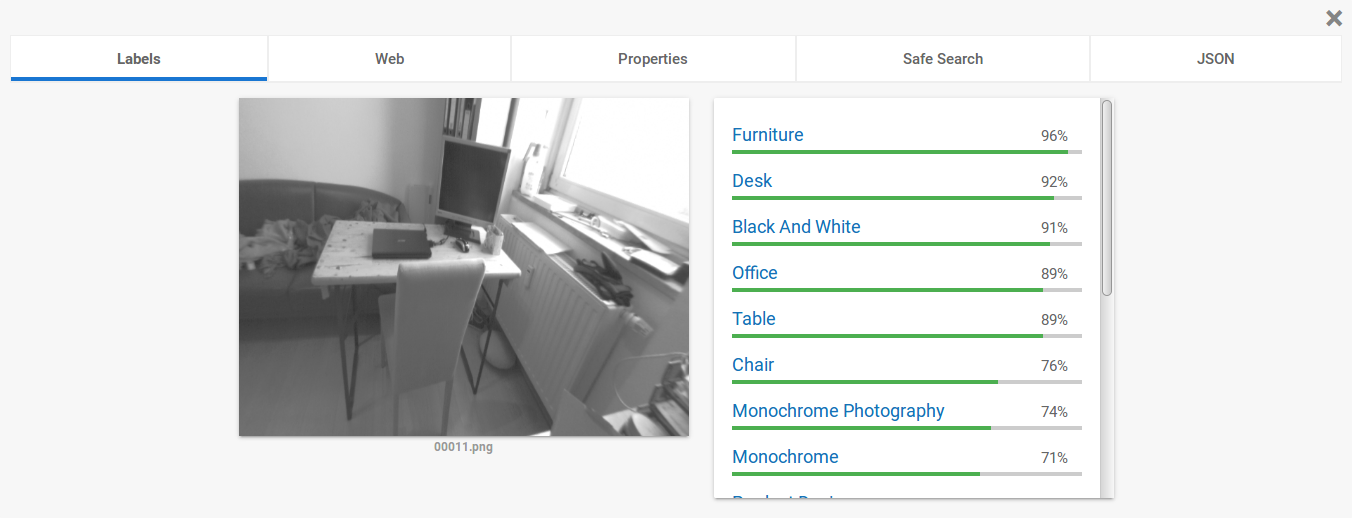 Labels
Web
Properties
Safe Search
JSON
Furniture 96%
Desk 92%
Black And White 91%
Office 89%
Table 89%
Chair 76%
Monochrome Photography 74%
Monochrome 71%
00011.png